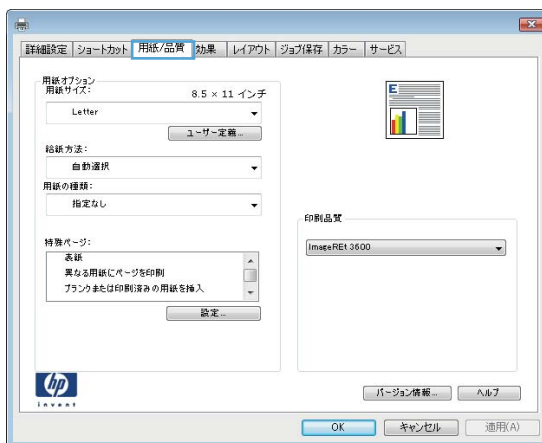 詳細設定 ショートカット 用紙/品質 効果 レイアウト ジョブ保存 カラー サービス
用紙オプション
用紙サイズ: 8.5 × 11 インチ
Letter
ユーザー定義...
給紙方法:
自動選択
用紙の種類:
指定なし
特殊ページ:
表紙
異なる用紙にページを印刷
ブランクまたは印刷済みの用紙を挿入
設定...
E
印刷品質
ImageREt 3600
hp
invent
バージョン情報... ヘルプ
OK キャンセル 適用(A)